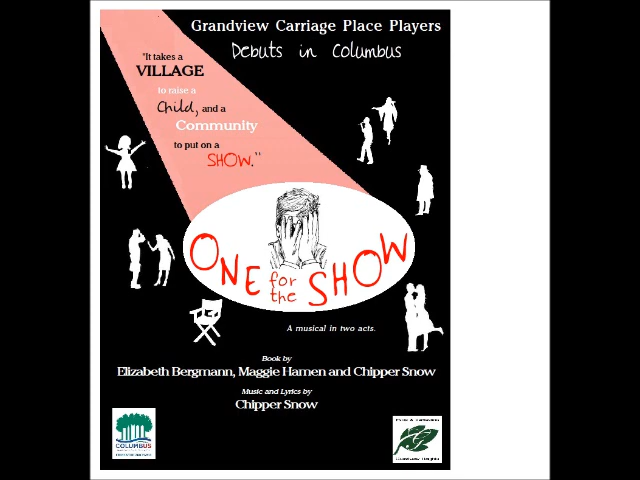 Grandview Carriage Place Players
Debuts in Columbus
"It takes a
VILLAGE
to raise a
Child, and a
Community
to put on a
SHOW."
ONE for the SHOW
A musical in two acts.
Book by
Elizabeth Bergmann, Maggie Hamen and Chipper Snow
Music and Lyrics by
Chipper Snow
COLUMBUS